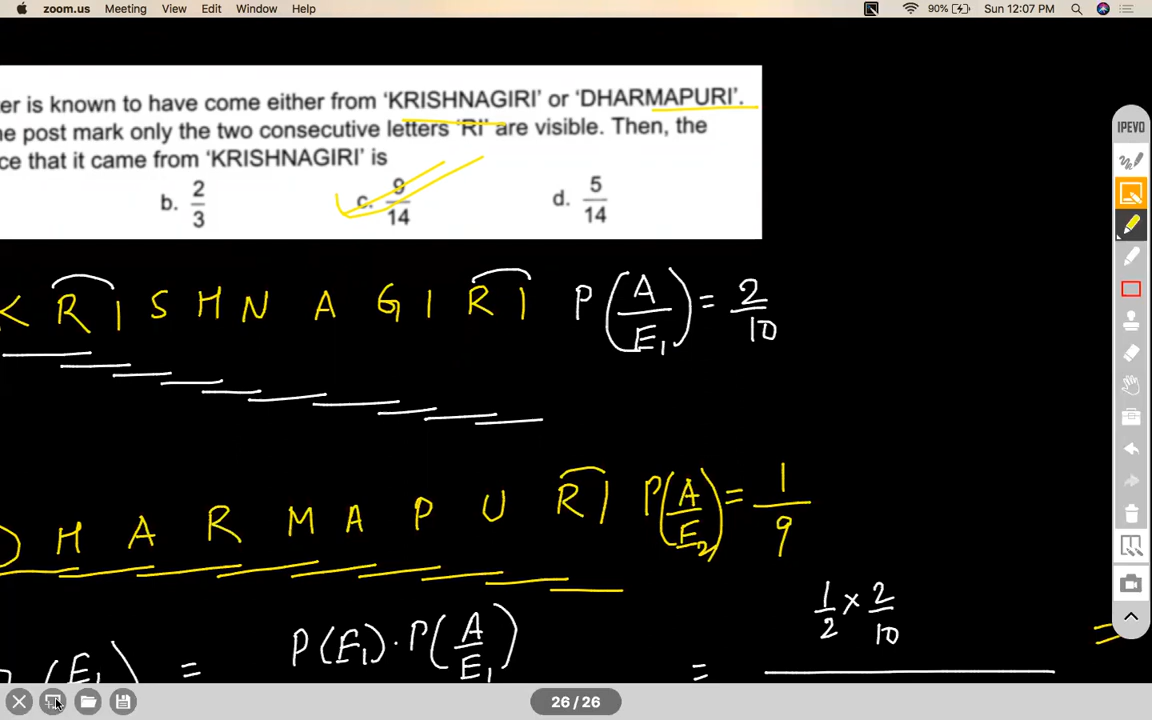 zoom.us Meeting View Edit Window Help 90% Sun 12:07 PM
er is known to have come either from ‘KRISHNAGIRI’ or ‘DHARMAPURI’.
ne post mark only the two consecutive letters ‘RI’ are visible. Then, the
ce that it came from ‘KRISHNAGIRI’ is
b. 2/3 c. 9/14 d. 5/14
IPEVO
K R I S H N A G I R I P(A/E₁) = 2/10
D H A R M A P U R I P(A/E₂) = 1/9
1/2 × 2/10
(E₁) = P(E₁)·P(A/E₁) = =
26 / 26